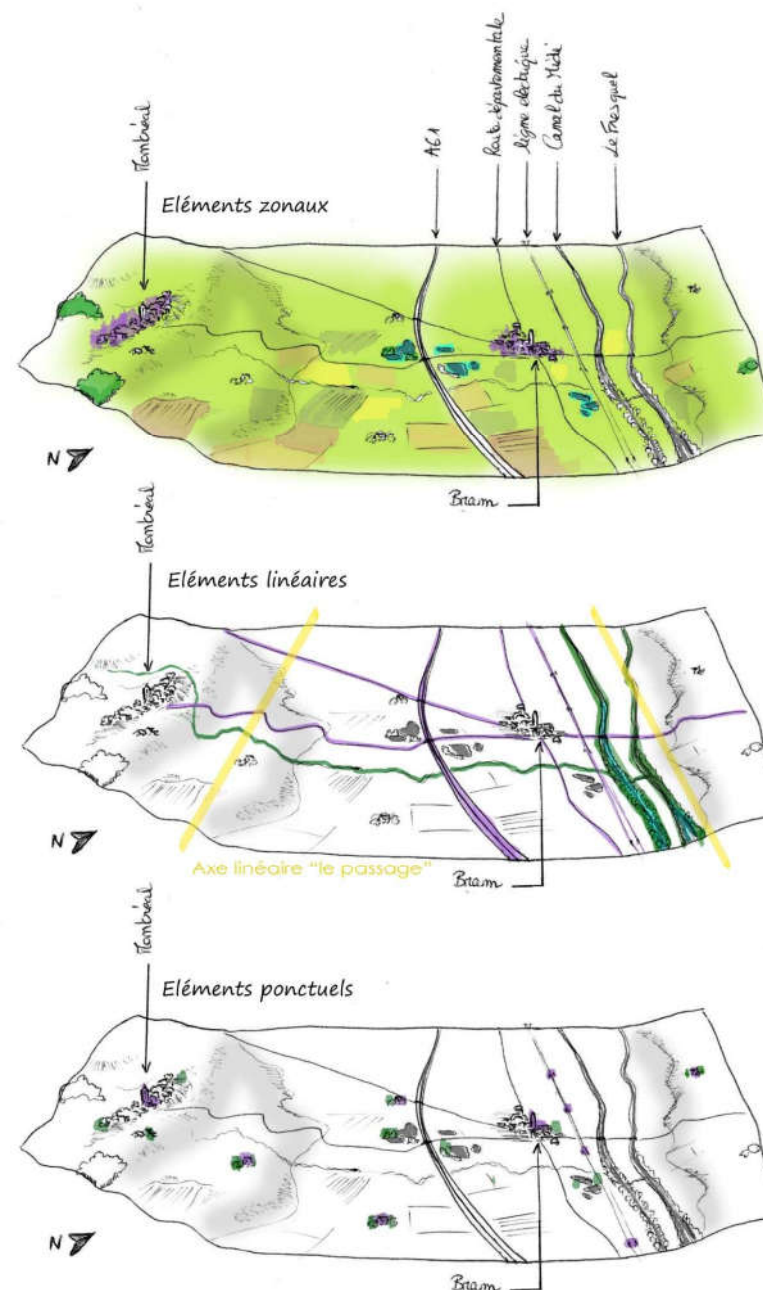 Montréal
A61
Route départementale
ligne électrique
Canal du Midi
Le Fresquel
Eléments zonaux
N
Bram
Montréal
Eléments linéaires
N
Axe linéaire "le passage"
Bram
Montréal
Eléments ponctuels
N
Bram